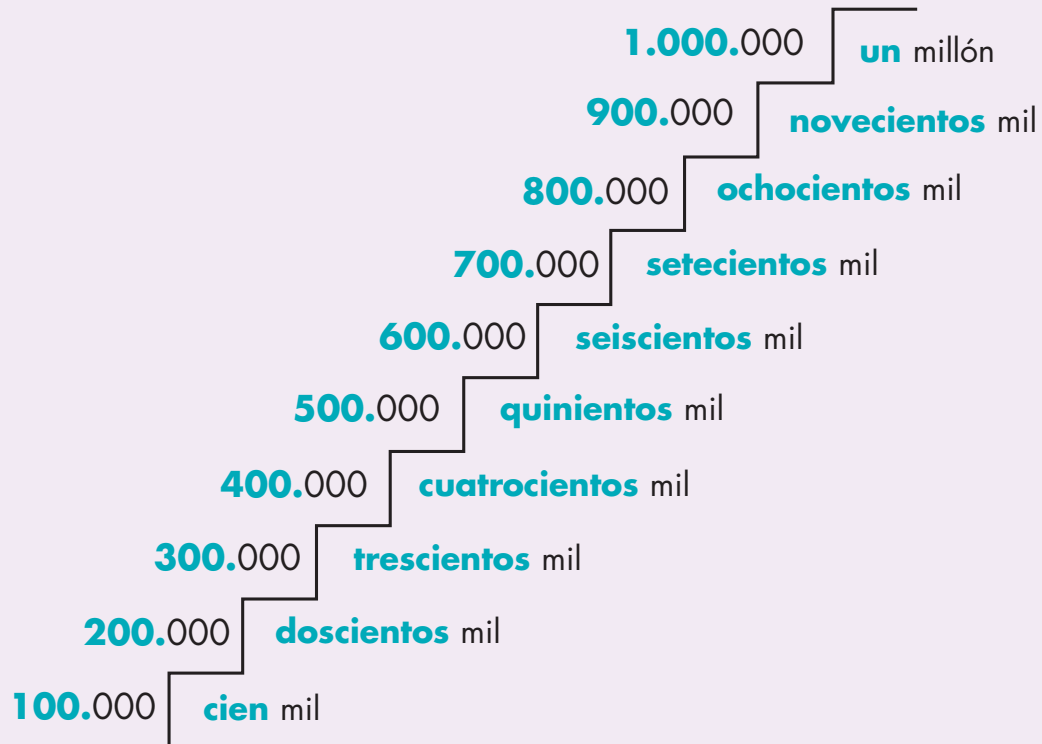 1.000.000 un millón
900.000 novecientos mil
800.000 ochocientos mil
700.000 setecientos mil
600.000 seiscientos mil
500.000 quinientos mil
400.000 cuatrocientos mil
300.000 trescientos mil
200.000 doscientos mil
100.000 cien mil